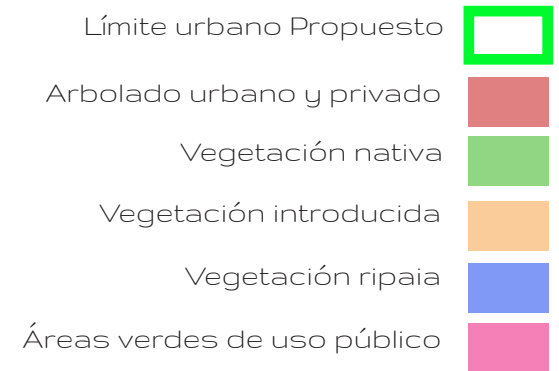 Límite urbano Propuesto
Arbolado urbano y privado
Vegetación nativa
Vegetación introducida
Vegetación ripaia
Áreas verdes de uso público